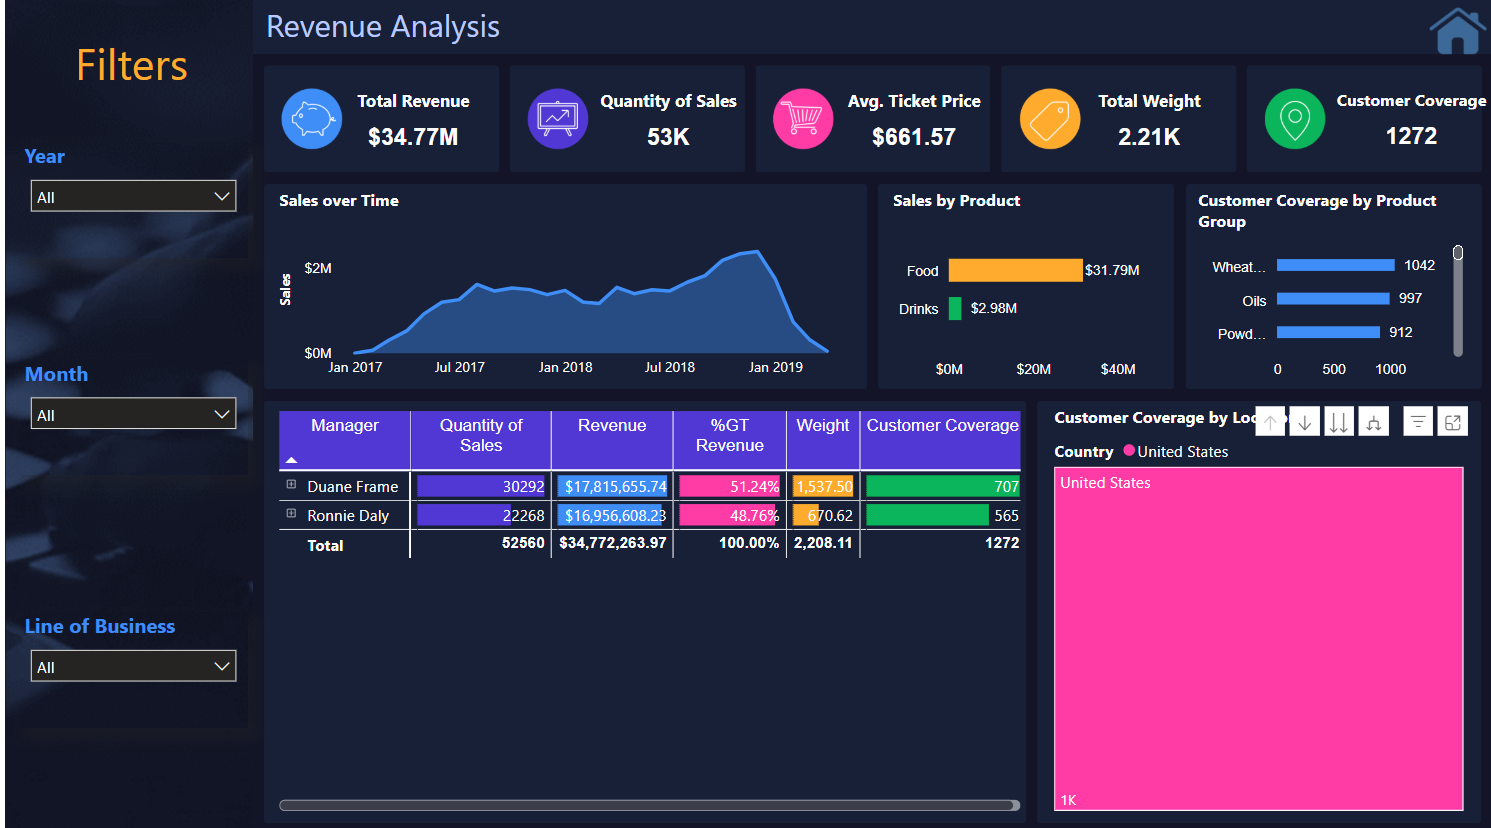 Filters
Year
All
Month
All
Line of Business
All
Revenue Analysis
Total Revenue
$34.77M
Quantity of Sales
53K
Avg. Ticket Price
$661.57
Total Weight
2.21K
Customer Coverage
1272
Sales over Time
Sales
$2M
$0M
Jan 2017 Jul 2017 Jan 2018 Jul 2018 Jan 2019
Sales by Product
Food $31.79M
Drinks $2.98M
$0M $20M $40M
Customer Coverage by Product
Group
Wheat... 1042
Oils 997
Powd... 912
0 500 1000
Manager Quantity of Sales Revenue %GT Revenue Weight Customer Coverage
Duane Frame 30292 $17,815,655.74 51.24% 1,537.50 707
Ronnie Daly 22268 $16,956,608.23 48.76% 670.62 565
Total 52560 $34,772,263.97 100.00% 2,208.11 1272
Customer Coverage by Loc
Country United States
United States
1K